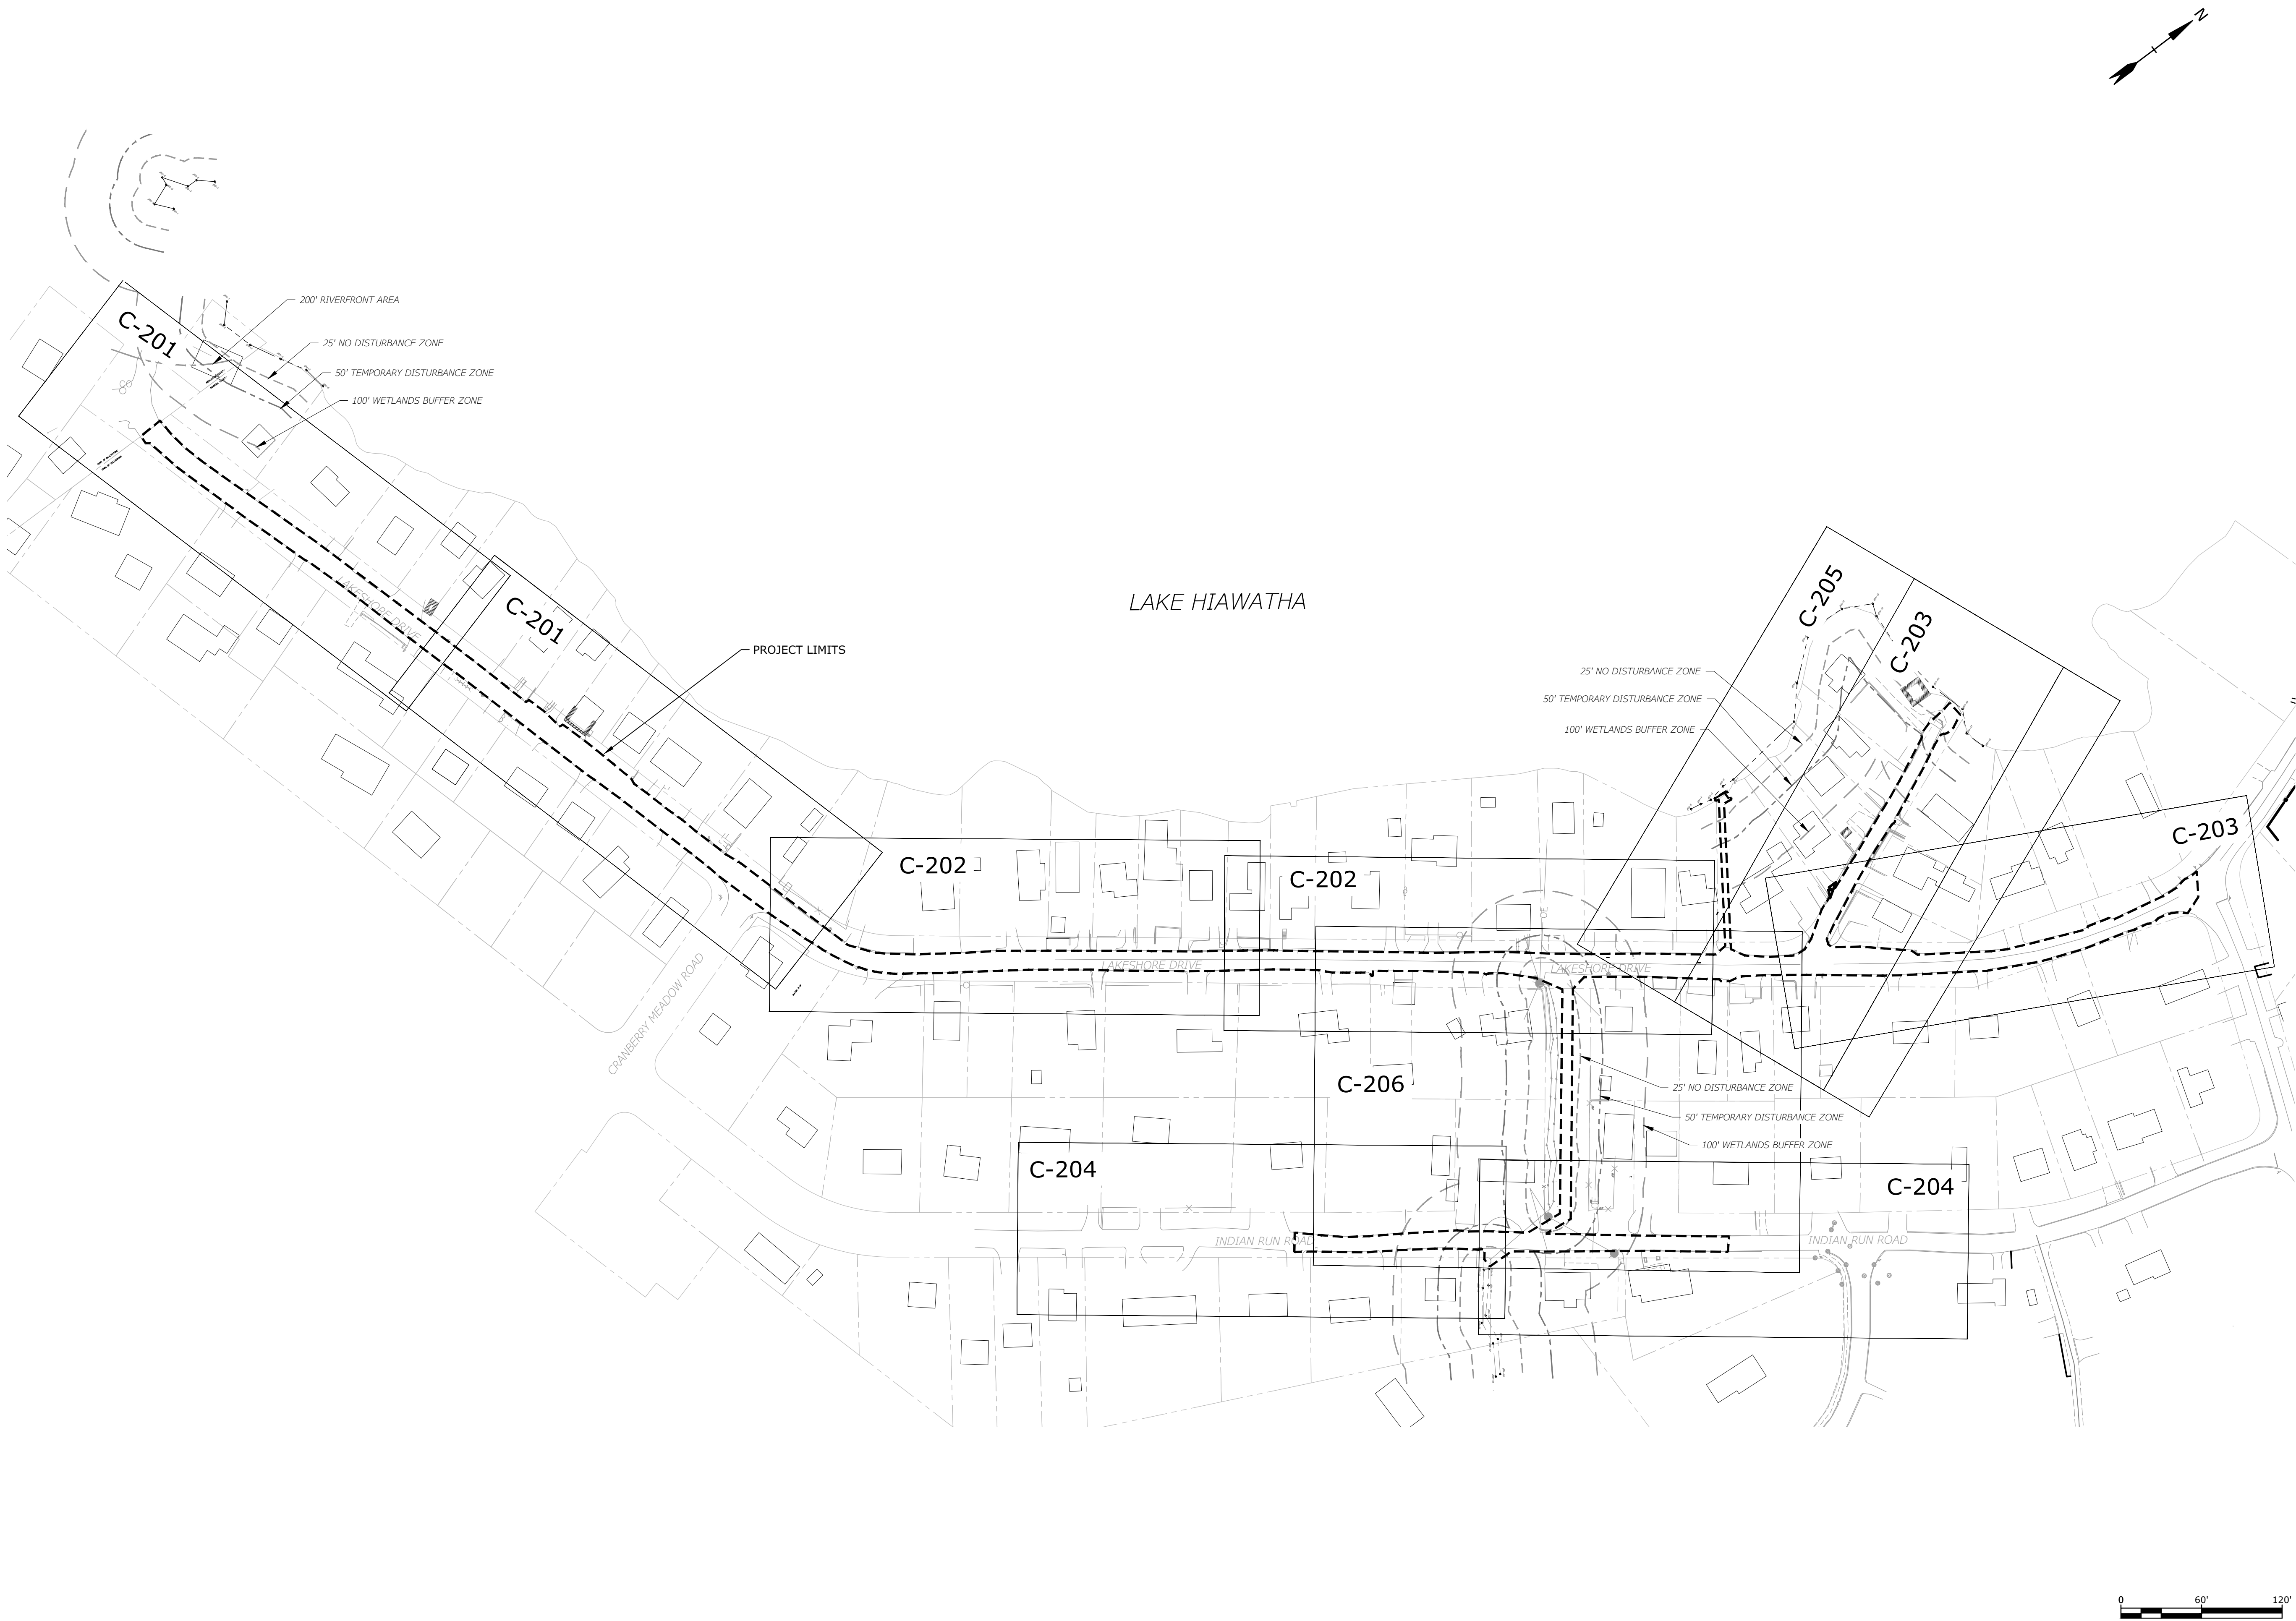 N
200' RIVERFRONT AREA
C-201
25' NO DISTURBANCE ZONE
50' TEMPORARY DISTURBANCE ZONE
100' WETLANDS BUFFER ZONE
LAKESHORE DRIVE
C-201
LAKE HIAWATHA
PROJECT LIMITS
C-205
C-203
25' NO DISTURBANCE ZONE
50' TEMPORARY DISTURBANCE ZONE
100' WETLANDS BUFFER ZONE
C-203
C-202
C-202
LAKESHORE DRIVE
LAKESHORE DRIVE
CRANBERRY MEADOW ROAD
C-206
25' NO DISTURBANCE ZONE
50' TEMPORARY DISTURBANCE ZONE
100' WETLANDS BUFFER ZONE
C-204
C-204
INDIAN RUN ROAD
INDIAN RUN ROAD
0 60' 120'